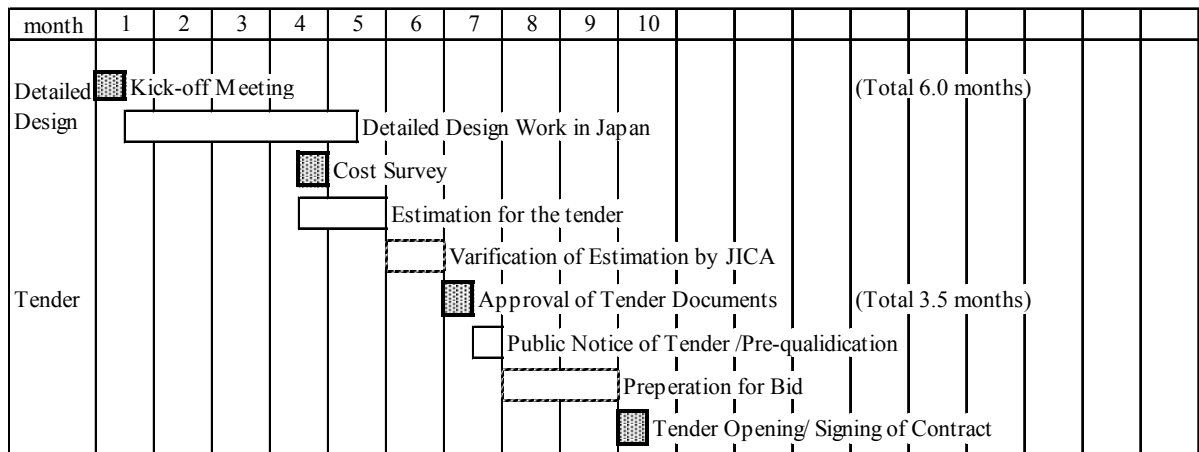 month 1 2 3 4 5 6 7 8 9 10
Detailed Design
Kick-off Meeting (Total 6.0 months)
Detailed Design Work in Japan
Cost Survey
Estimation for the tender
Varification of Estimation by JICA
Tender
Approval of Tender Documents (Total 3.5 months)
Public Notice of Tender /Pre-qualidication
Preperation for Bid
Tender Opening/ Signing of Contract